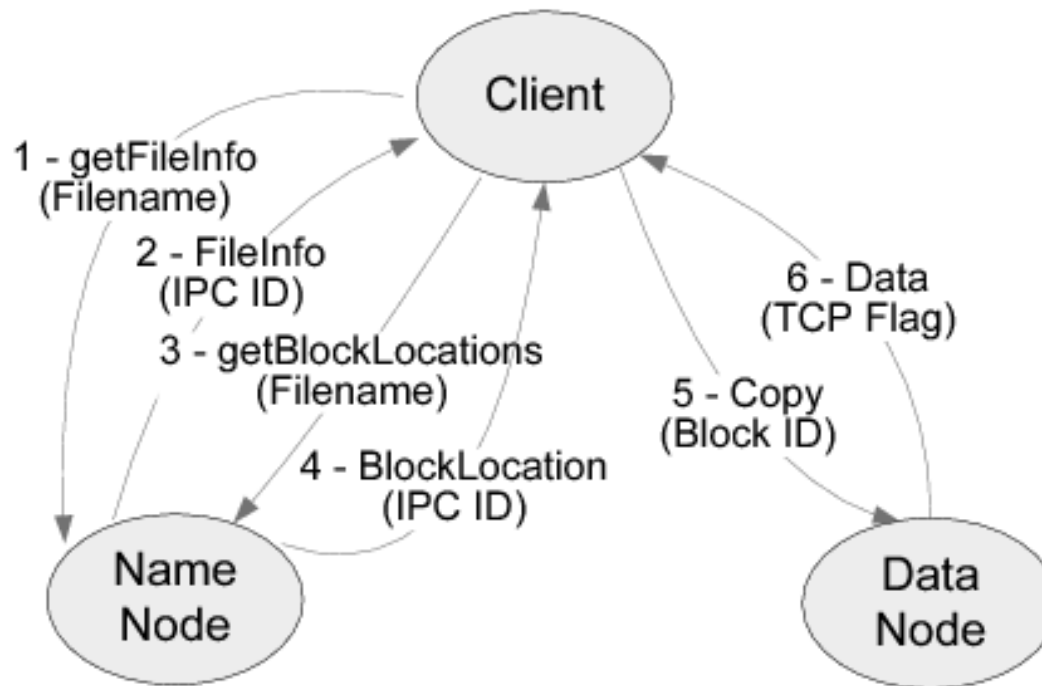 Client
1 - getFileInfo
(Filename)
2 - FileInfo
(IPC ID)
3 - getBlockLocations
(Filename)
4 - BlockLocation
(IPC ID)
5 - Copy
(Block ID)
6 - Data
(TCP Flag)
Name
Node
Data
Node